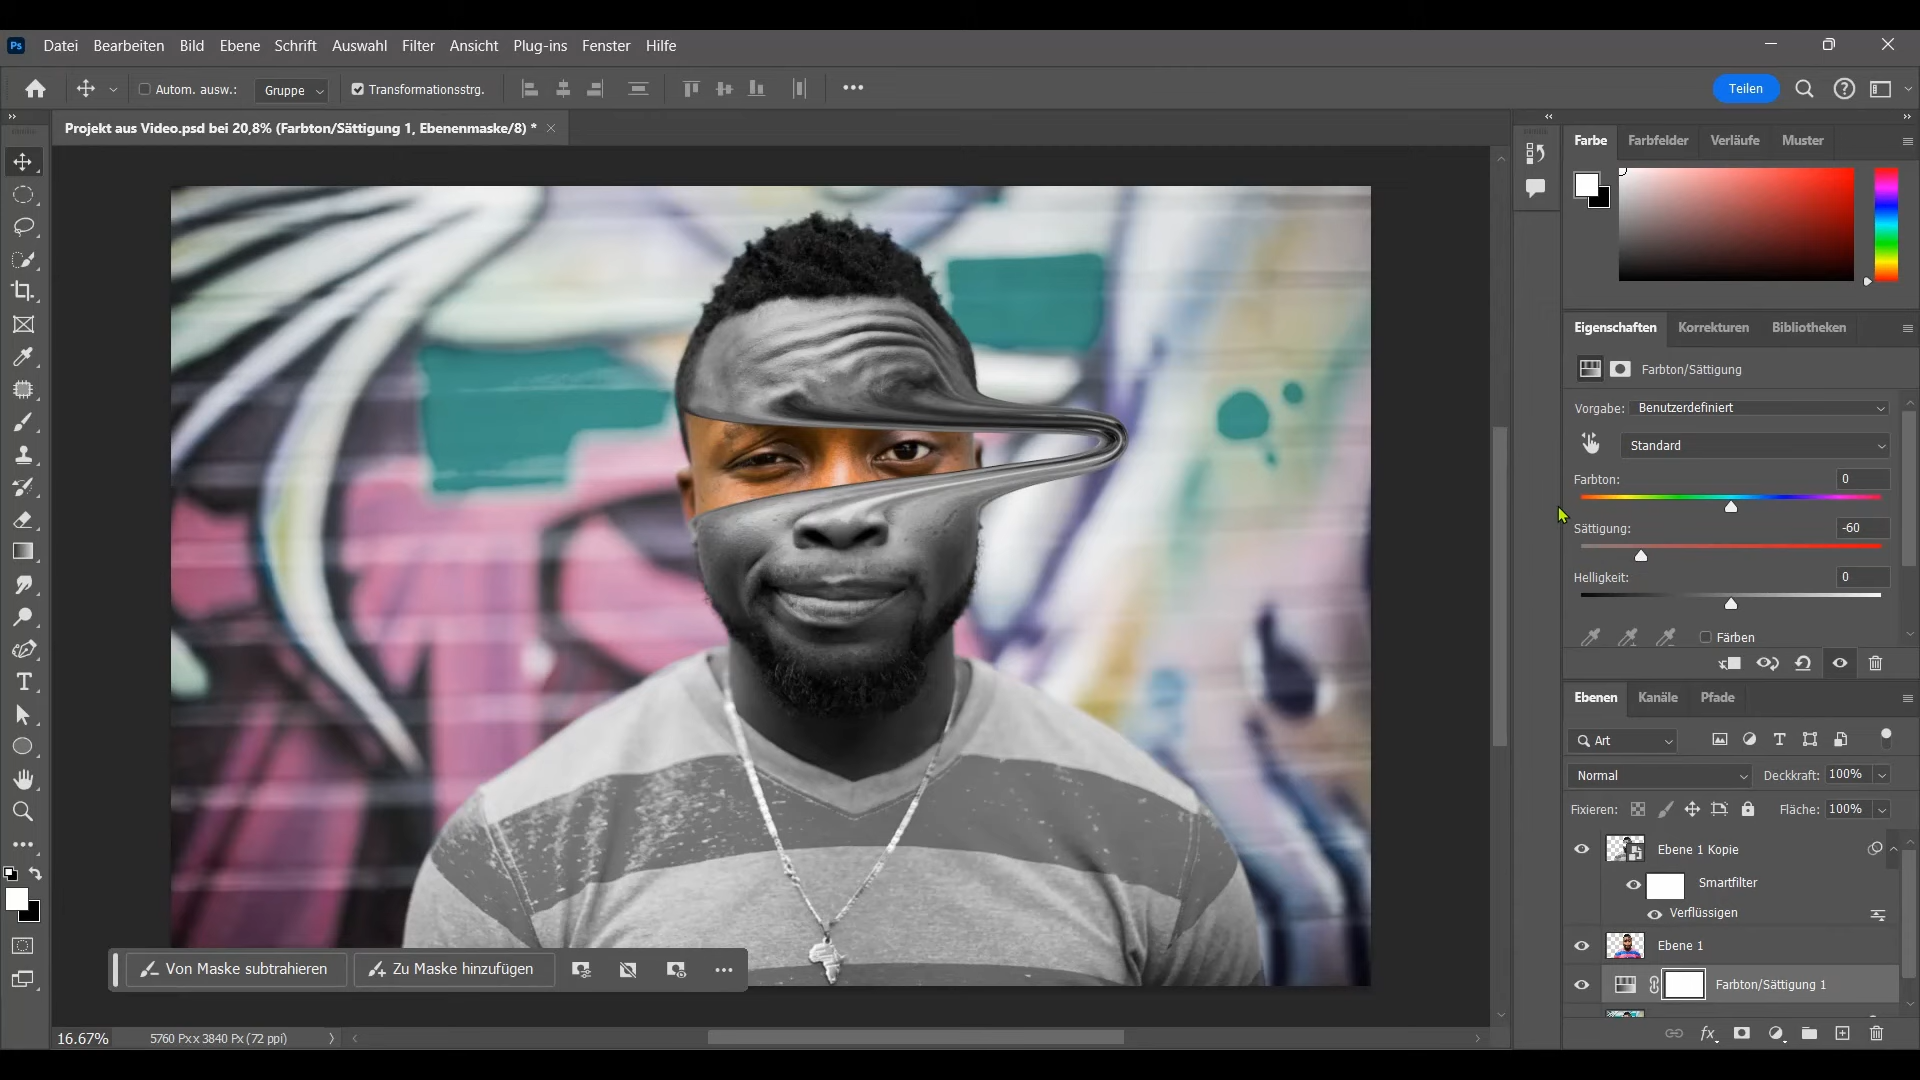 Ps Datei Bearbeiten Bild Ebene Schrift Auswahl Filter Ansicht Plug-ins Fenster Hilfe
Autom. ausw.: Gruppe Transformationsstrg. Teilen
Projekt aus Video.psd bei 20,8% (Farbton/Sättigung 1, Ebenenmaske/8) *
Farbe Farbfelder Verläufe Muster
Eigenschaften Korrekturen Bibliotheken
Farbton/Sättigung
Vorgabe: Benutzerdefiniert
Standard
Farbton: 0
Sättigung: -60
Helligkeit: 0
Färben
Ebenen Kanäle Pfade
Art
Normal Deckkraft: 100%
Fixieren: Fläche: 100%
Ebene 1 Kopie
Smartfilter
Verflüssigen
Ebene 1
Farbton/Sättigung 1
Von Maske subtrahieren Zu Maske hinzufügen
16.67% 5760 Px x 3840 Px (72 ppi)
fx